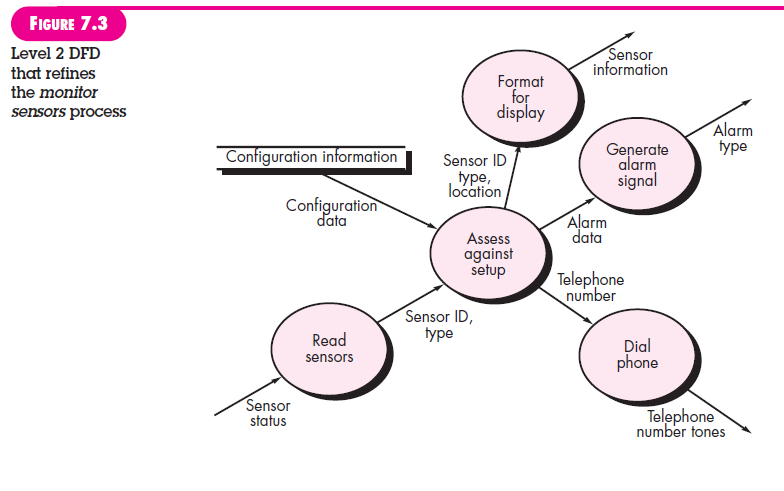 FIGURE 7.3
Level 2 DFD
that refines
the monitor
sensors process
Sensor
information
Format
for
display
Alarm
type
Generate
alarm
signal
Configuration information
Sensor ID
type,
location
Configuration
data
Alarm
data
Assess
against
setup
Telephone
number
Sensor ID,
type
Read
sensors
Dial
phone
Sensor
status
Telephone
number tones